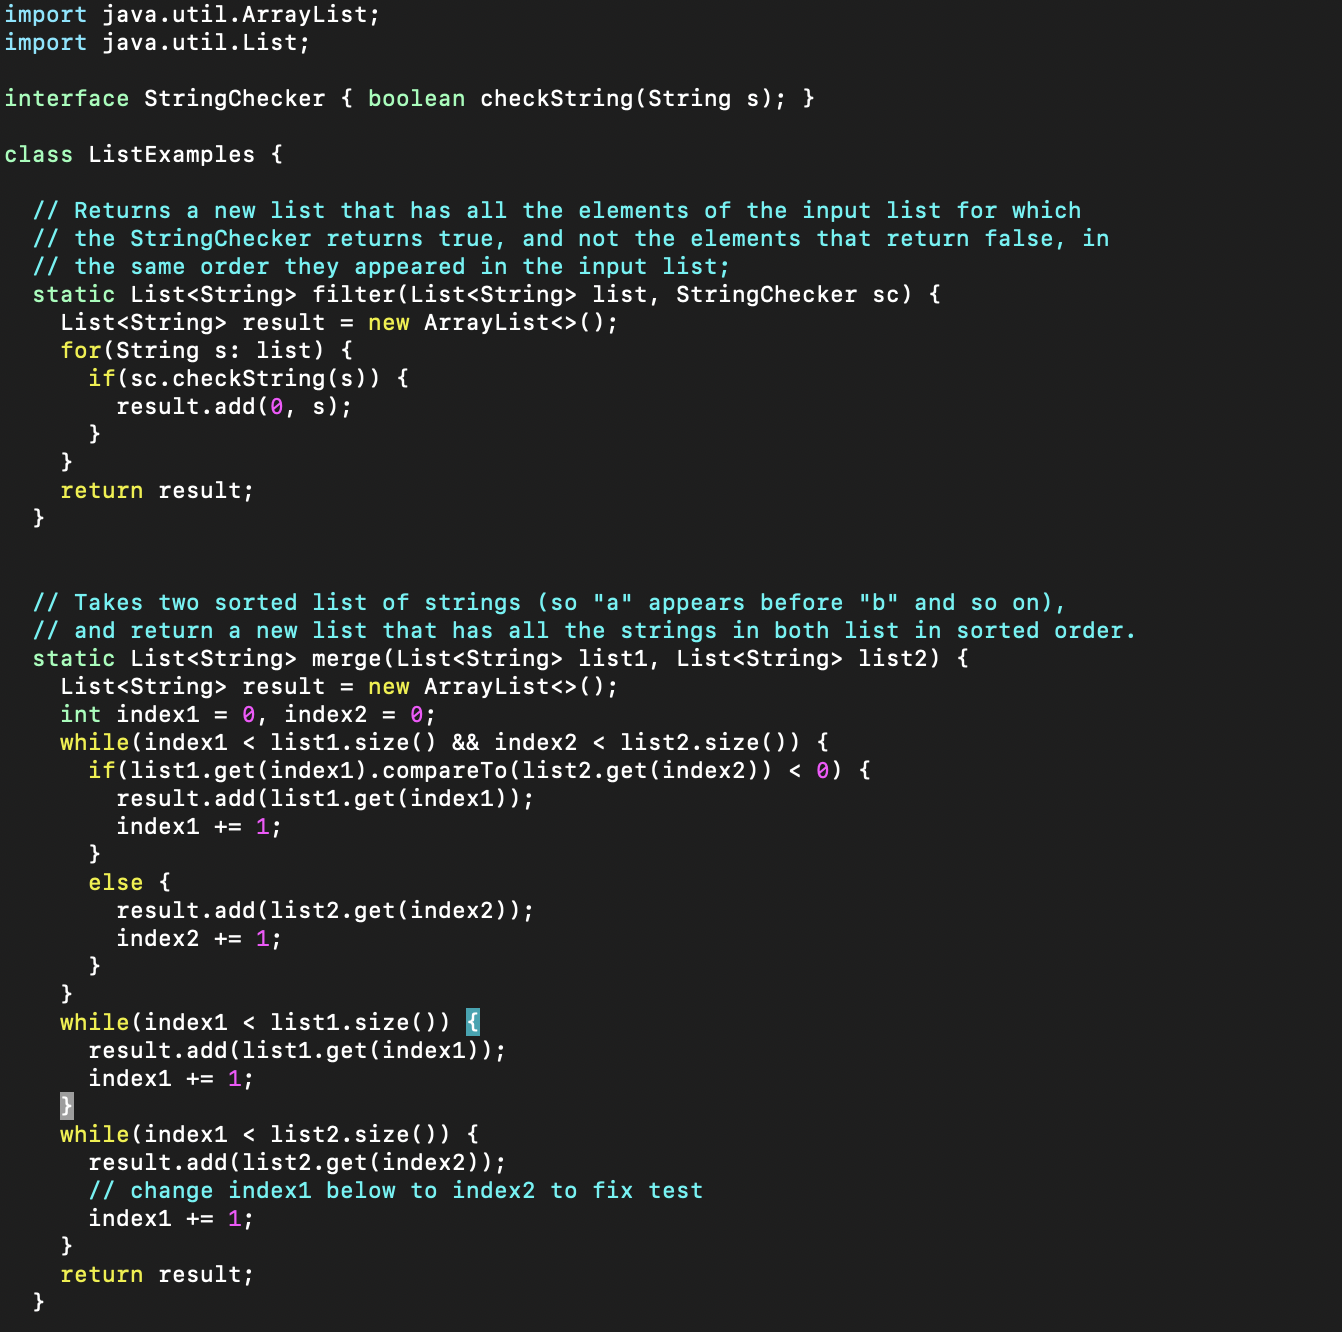 import java.util.ArrayList;
import java.util.List;

interface StringChecker { boolean checkString(String s); }

class ListExamples {

  // Returns a new list that has all the elements of the input list for which
  // the StringChecker returns true, and not the elements that return false, in
  // the same order they appeared in the input list;
  static List<String> filter(List<String> list, StringChecker sc) {
    List<String> result = new ArrayList<>();
    for(String s: list) {
      if(sc.checkString(s)) {
        result.add(0, s);
      }
    }
    return result;
  }


  // Takes two sorted list of strings (so "a" appears before "b" and so on),
  // and return a new list that has all the strings in both list in sorted order.
  static List<String> merge(List<String> list1, List<String> list2) {
    List<String> result = new ArrayList<>();
    int index1 = 0, index2 = 0;
    while(index1 < list1.size() && index2 < list2.size()) {
      if(list1.get(index1).compareTo(list2.get(index2)) < 0) {
        result.add(list1.get(index1));
        index1 += 1;
      }
      else {
        result.add(list2.get(index2));
        index2 += 1;
      }
    }
    while(index1 < list1.size()) {
      result.add(list1.get(index1));
      index1 += 1;
    }
    while(index1 < list2.size()) {
      result.add(list2.get(index2));
      // change index1 below to index2 to fix test
      index1 += 1;
    }
    return result;
  }